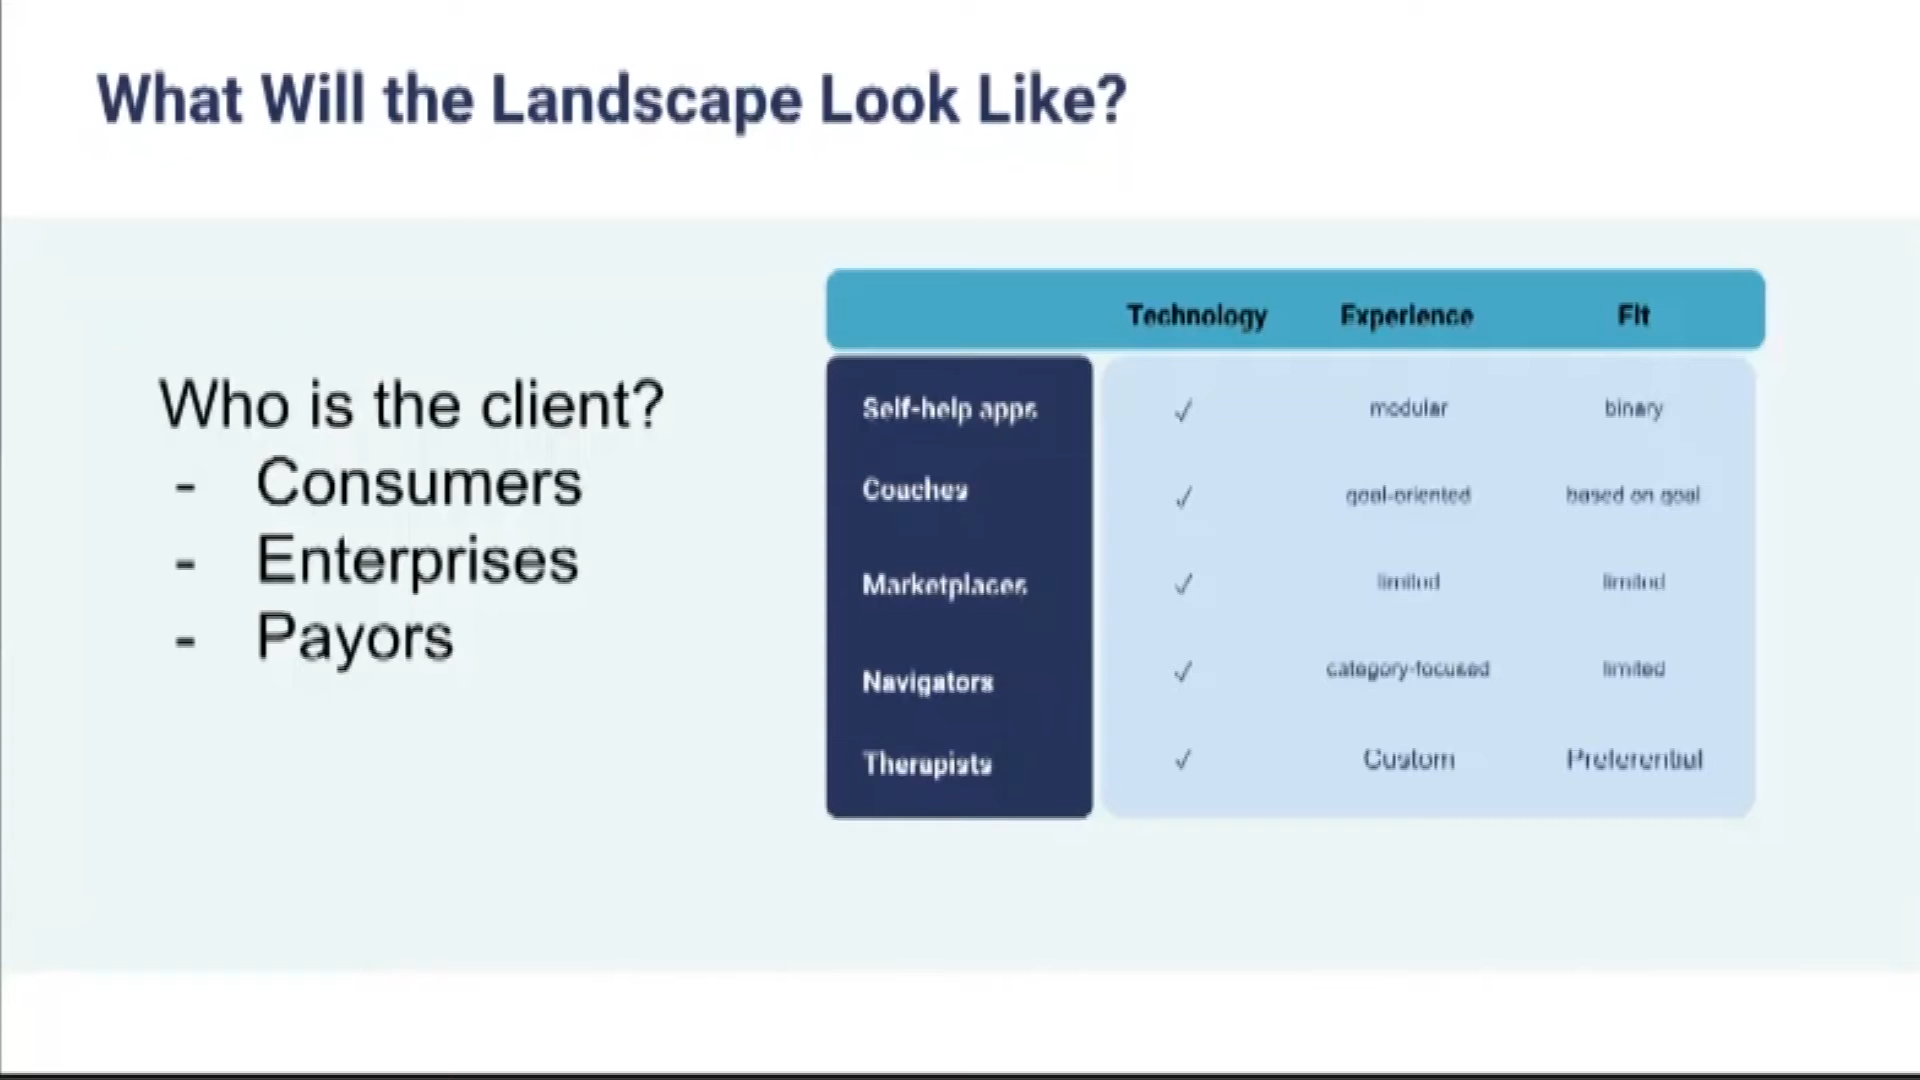 What Will the Landscape Look Like?
Who is the client?
- Consumers
- Enterprises
- Payors
Technology Experience Fit
Self-help apps ✓ modular binary
Coaches ✓ goal-oriented based on goal
Marketplaces ✓ limited limited
Navigators ✓ category-focused limited
Therapists ✓ Custom Preferential